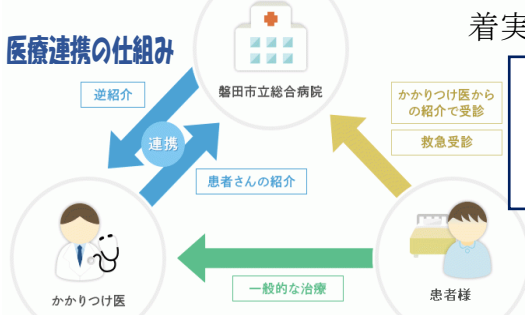 医療連携の仕組み
着実
磐田市立総合病院
逆紹介
連携
患者さんの紹介
かかりつけ医から
の紹介で受診
救急受診
一般的な治療
かかりつけ医
患者様